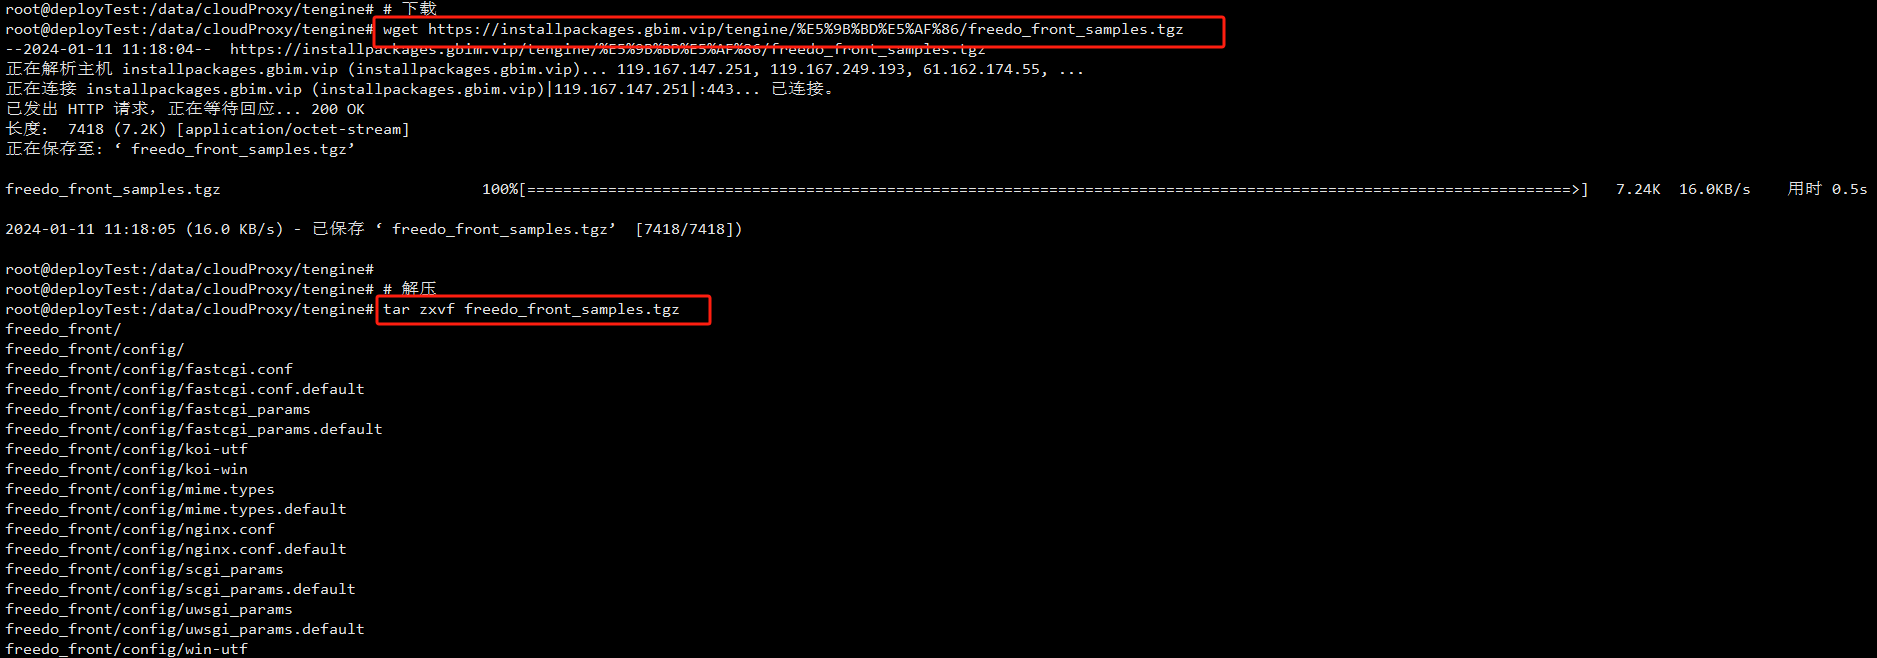 root@deployTest:/data/cloudProxy/tengine# # 下载
root@deployTest:/data/cloudProxy/tengine# wget https://installpackages.gbim.vip/tengine/%E5%9B%BD%E5%AF%86/freedo_front_samples.tgz
--2024-01-11 11:18:04--  https://installpackages.gbim.vip/tengine/%E5%9B%BD%E5%AF%86/freedo_front_samples.tgz
正在解析主机 installpackages.gbim.vip (installpackages.gbim.vip)... 119.167.147.251, 119.167.249.193, 61.162.174.55, ...
正在连接 installpackages.gbim.vip (installpackages.gbim.vip)|119.167.147.251|:443... 已连接。
已发出 HTTP 请求，正在等待回应... 200 OK
长度： 7418 (7.2K) [application/octet-stream]
正在保存至: ‘ freedo_front_samples.tgz’
freedo_front_samples.tgz 100%[====================================================================================================================>] 7.24K 16.0KB/s 用时 0.5s
2024-01-11 11:18:05 (16.0 KB/s) - 已保存 ‘ freedo_front_samples.tgz’ [7418/7418])
root@deployTest:/data/cloudProxy/tengine#
root@deployTest:/data/cloudProxy/tengine# # 解压
root@deployTest:/data/cloudProxy/tengine# tar zxvf freedo_front_samples.tgz
freedo_front/
freedo_front/config/
freedo_front/config/fastcgi.conf
freedo_front/config/fastcgi.conf.default
freedo_front/config/fastcgi_params
freedo_front/config/fastcgi_params.default
freedo_front/config/koi-utf
freedo_front/config/koi-win
freedo_front/config/mime.types
freedo_front/config/mime.types.default
freedo_front/config/nginx.conf
freedo_front/config/nginx.conf.default
freedo_front/config/scgi_params
freedo_front/config/scgi_params.default
freedo_front/config/uwsgi_params
freedo_front/config/uwsgi_params.default
freedo_front/config/win-utf